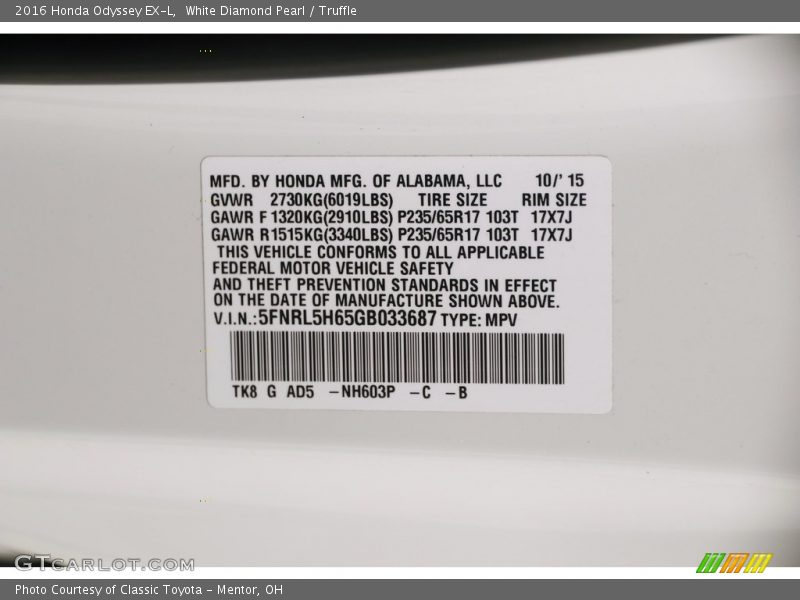 2016 Honda Odyssey EX-L, White Diamond Pearl / Truffle
MFD. BY HONDA MFG. OF ALABAMA, LLC 10/' 15
GVWR 2730KG(6019LBS) TIRE SIZE RIM SIZE
GAWR F 1320KG(2910LBS) P235/65R17 103T 17X7J
GAWR R 1515KG(3340LBS) P235/65R17 103T 17X7J
THIS VEHICLE CONFORMS TO ALL APPLICABLE
FEDERAL MOTOR VEHICLE SAFETY
AND THEFT PREVENTION STANDARDS IN EFFECT
ON THE DATE OF MANUFACTURE SHOWN ABOVE.
V.I.N.:5FNRL5H65GB033687 TYPE: MPV
TK8 G AD5 -NH603P -C -B
GTCARLOT.COM
Photo Courtesy of Classic Toyota - Mentor, OH